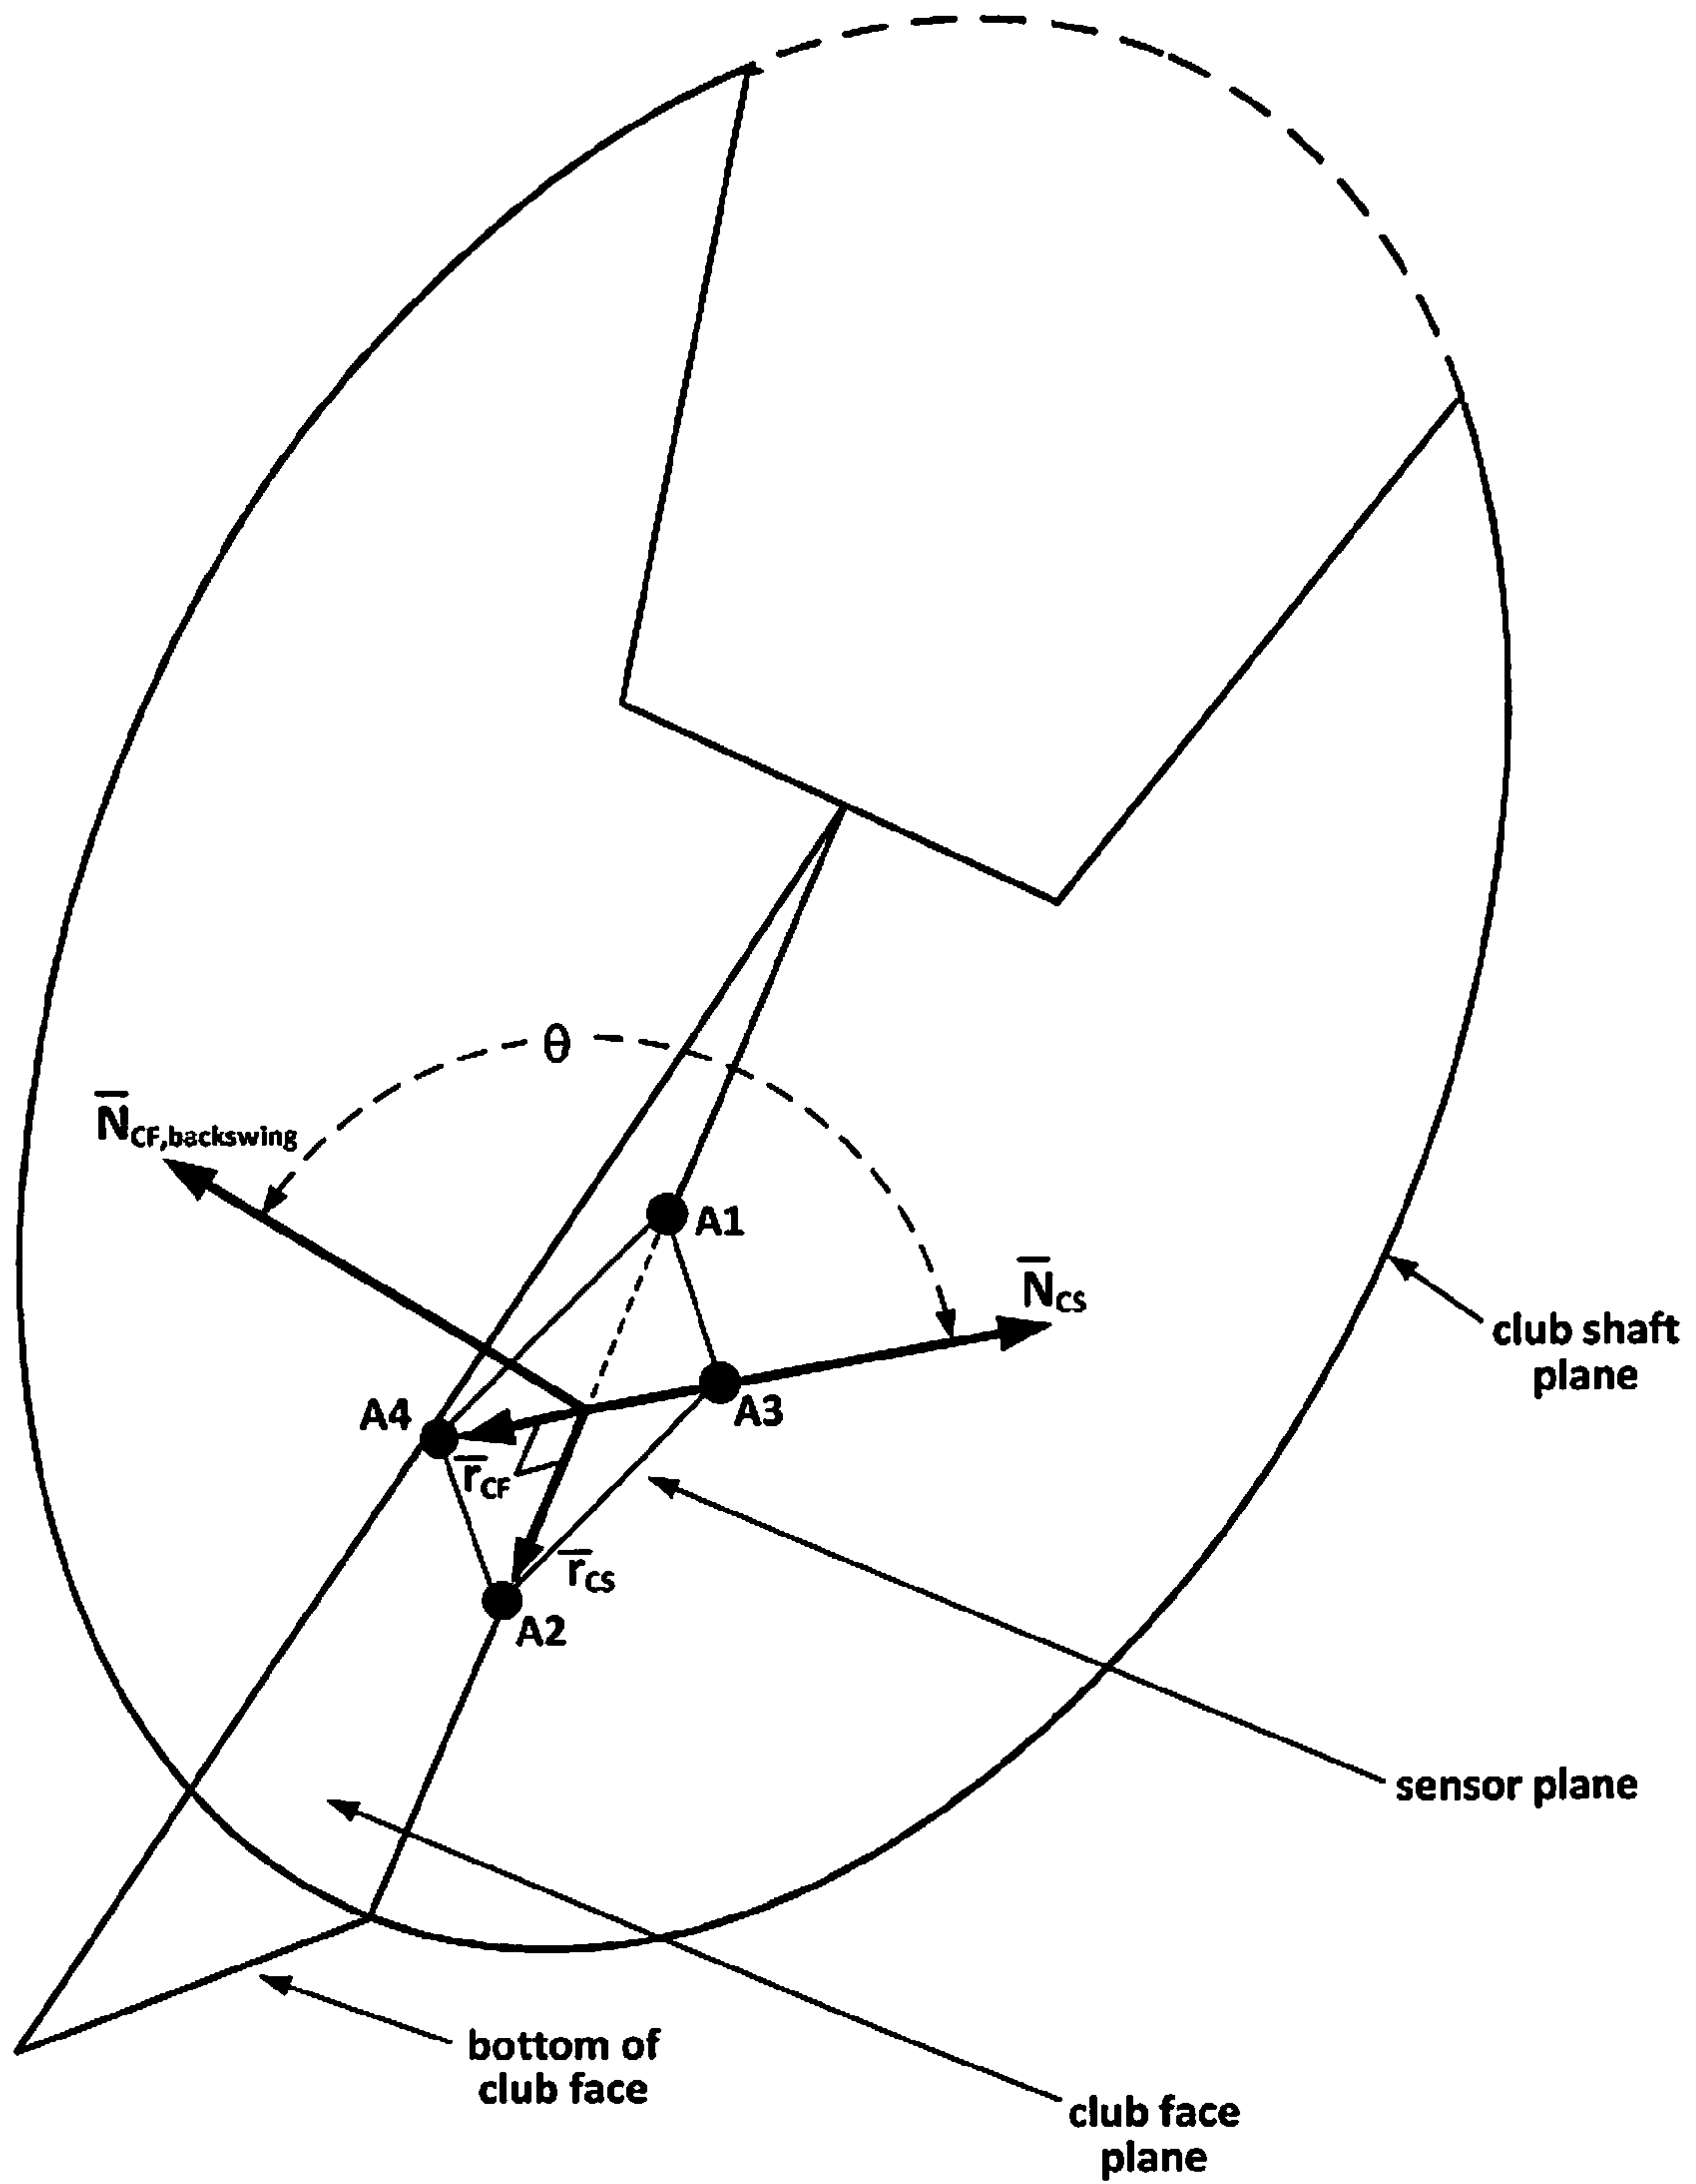 θ
N̅CF,backswing
A1
N̅CS
club shaft
plane
A4
A3
r̅CF
r̅CS
A2
sensor plane
bottom of
club face
club face
plane